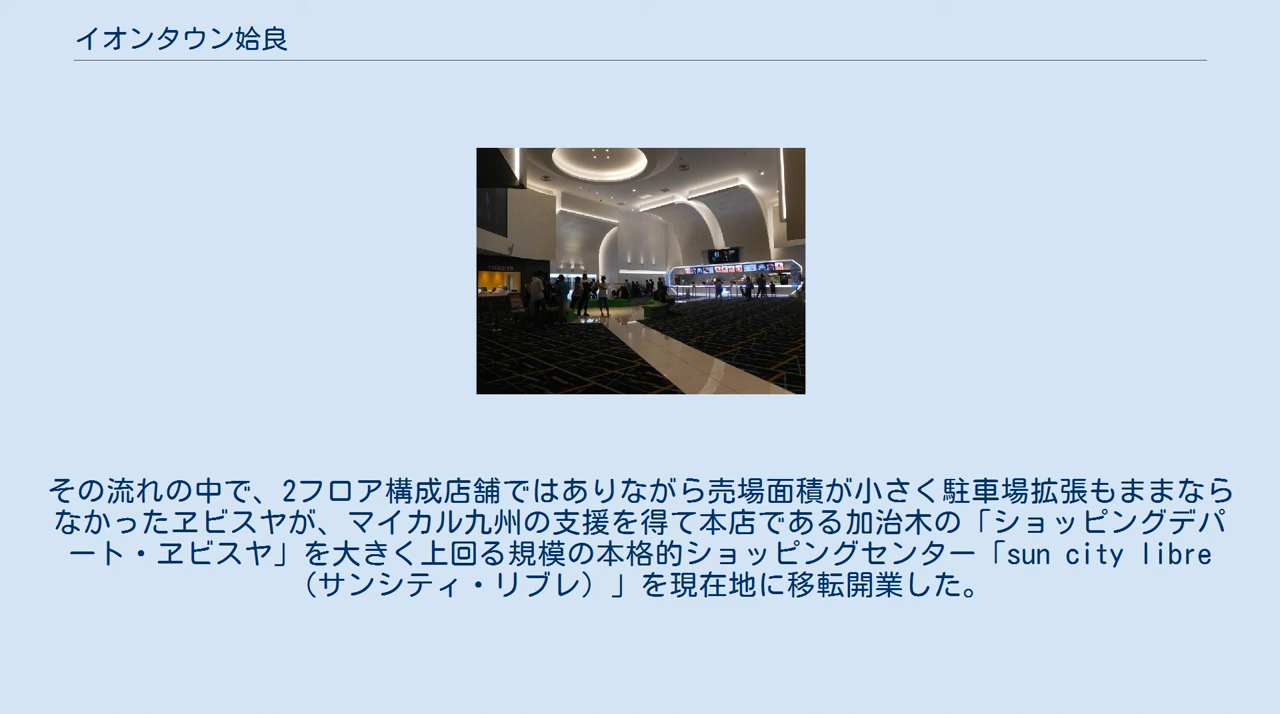 イオンタウン姶良
TICKETS
その流れの中で、2フロア構成店舗ではありながら売場面積が小さく駐車場拡張もままなら
なかったヱビスヤが、マイカル九州の支援を得て本店である加治木の「ショッピングデパ
ート・ヱビスヤ」を大きく上回る規模の本格的ショッピングセンター「sun city libre
（サンシティ・リブレ）」を現在地に移転開業した。